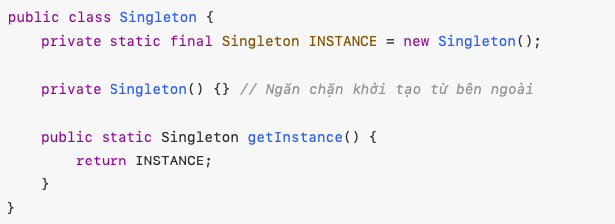 public class Singleton {
    private static final Singleton INSTANCE = new Singleton();

    private Singleton() {} // Ngăn chặn khởi tạo từ bên ngoài

    public static Singleton getInstance() {
        return INSTANCE;
    }
}